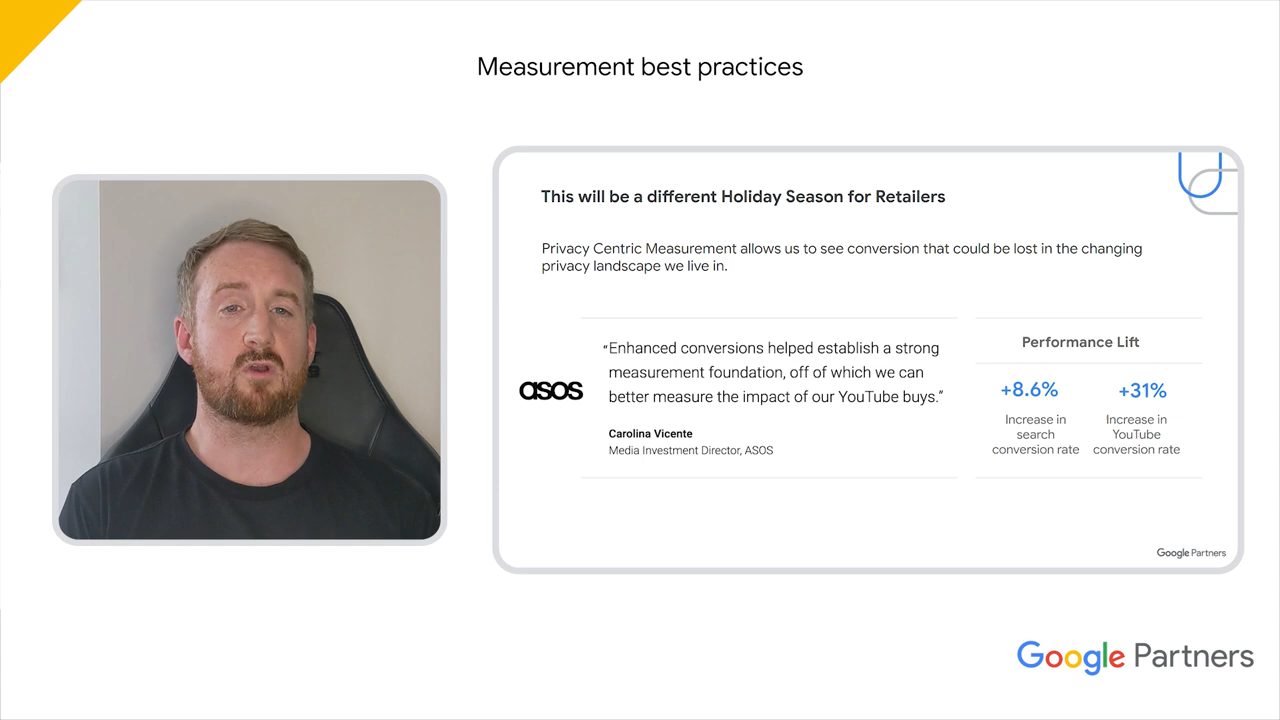 Measurement best practices
This will be a different Holiday Season for Retailers
Privacy Centric Measurement allows us to see conversion that could be lost in the changing
privacy landscape we live in.
asos
“Enhanced conversions helped establish a strong
measurement foundation, off of which we can
better measure the impact of our YouTube buys.”
Carolina Vicente
Media Investment Director, ASOS
Performance Lift
+8.6%
Increase in
search
conversion rate
+31%
Increase in
YouTube
conversion rate
Google Partners
Google Partners